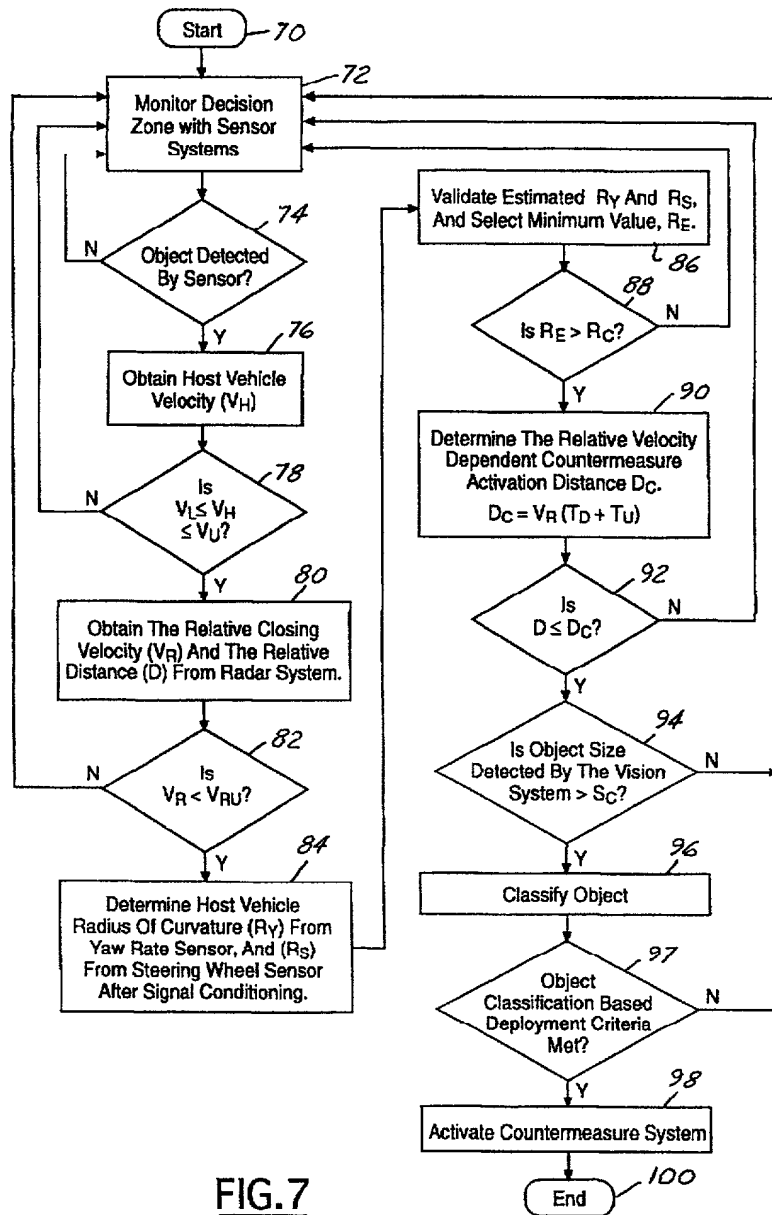 Start
70
72
Monitor Decision
Zone with Sensor
Systems
74
N
Object Detected
By Sensor?
Y
76
Obtain Host Vehicle
Velocity (VH)
78
N
Is
VL ≤ VH
≤ VU?
Y
80
Obtain The Relative Closing
Velocity (VR) And The Relative
Distance (D) From Radar System.
82
N
Is
VR < VRU?
Y
84
Determine Host Vehicle
Radius Of Curvature (RY) From
Yaw Rate Sensor, And (RS)
From Steering Wheel Sensor
After Signal Conditioning.
Validate Estimated RY And RS,
And Select Minimum Value, RE.
86
88
N
Is RE > RC?
Y
90
Determine The Relative Velocity
Dependent Countermeasure
Activation Distance DC.
DC = VR (TD + TU)
92
N
Is
D ≤ DC?
Y
94
Is Object Size
Detected By The Vision
System > SC?
N
Y
96
Classify Object
97
Object
Classification Based
Deployment Criteria
Met?
N
Y
98
Activate Countermeasure System
End
100
FIG.7